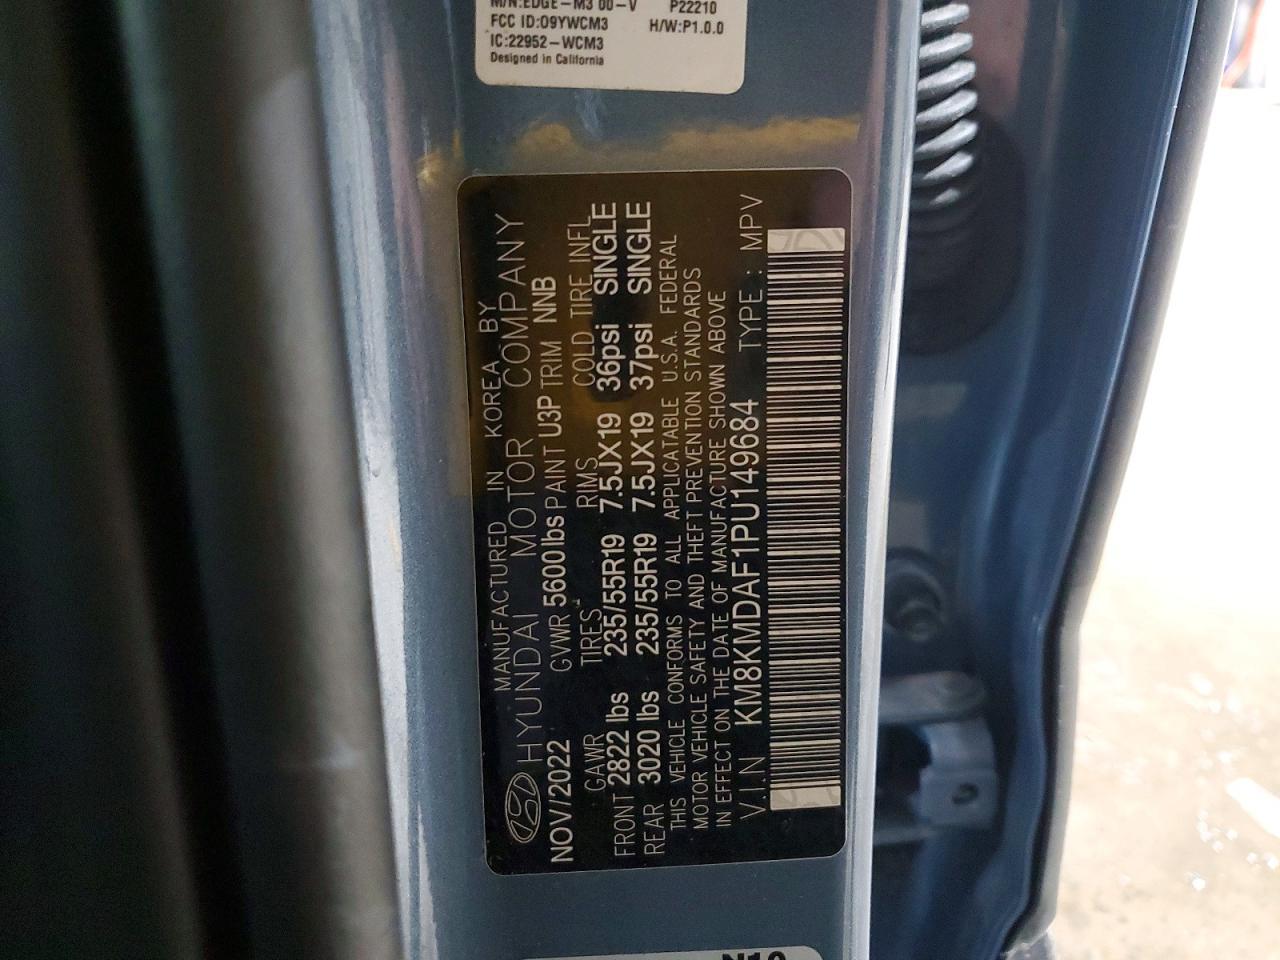 M/N:EDGE-M3 00-V P22210
FCC ID:O9YWCM3 H/W:P1.0.0
IC:22952-WCM3
Designed in California
MANUFACTURED IN KOREA BY
HYUNDAI MOTOR COMPANY
NOV/2022 GVWR 5600lbs PAINT U3P TRIM NNB
GAWR TIRES RIMS COLD TIRE INFL
FRONT 2822 lbs 235/55R19 7.5JX19 36psi SINGLE
REAR 3020 lbs 235/55R19 7.5JX19 37psi SINGLE
THIS VEHICLE CONFORMS TO ALL APPLICATABLE U.S.A. FEDERAL
MOTOR VEHICLE SAFETY AND THEFT PREVENTION STANDARDS
IN EFFECT ON THE DATE OF MANUFACTURE SHOWN ABOVE
V.I.N KM8KMDAF1PU149684 TYPE : MPV